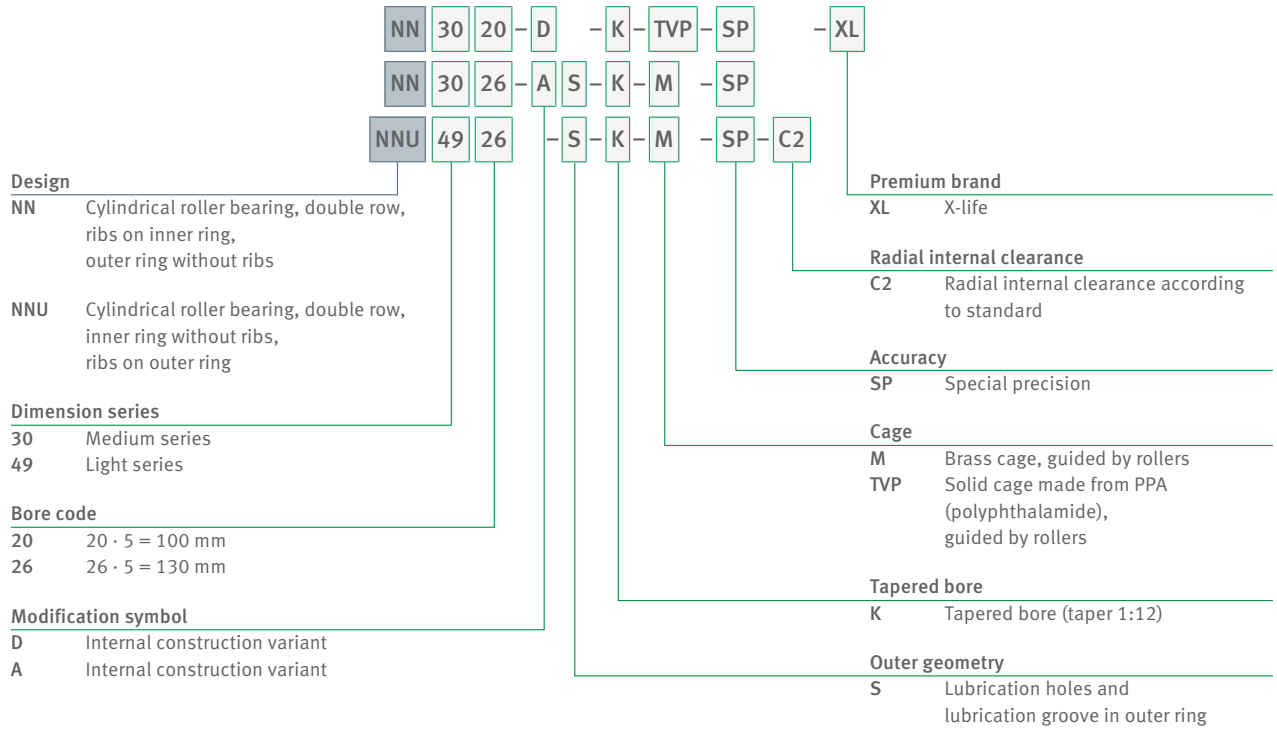 NN 30 20 – D – K – TVP – SP – XL
NN 30 26 – A S – K – M – SP
NNU 49 26 – S – K – M – SP – C2
Design
NN Cylindrical roller bearing, double row,
ribs on inner ring,
outer ring without ribs
NNU Cylindrical roller bearing, double row,
inner ring without ribs,
ribs on outer ring
Dimension series
30 Medium series
49 Light series
Bore code
20 20 · 5 = 100 mm
26 26 · 5 = 130 mm
Modification symbol
D Internal construction variant
A Internal construction variant
Premium brand
XL X-life
Radial internal clearance
C2 Radial internal clearance according
to standard
Accuracy
SP Special precision
Cage
M Brass cage, guided by rollers
TVP Solid cage made from PPA
(polyphthalamide),
guided by rollers
Tapered bore
K Tapered bore (taper 1:12)
Outer geometry
S Lubrication holes and
lubrication groove in outer ring